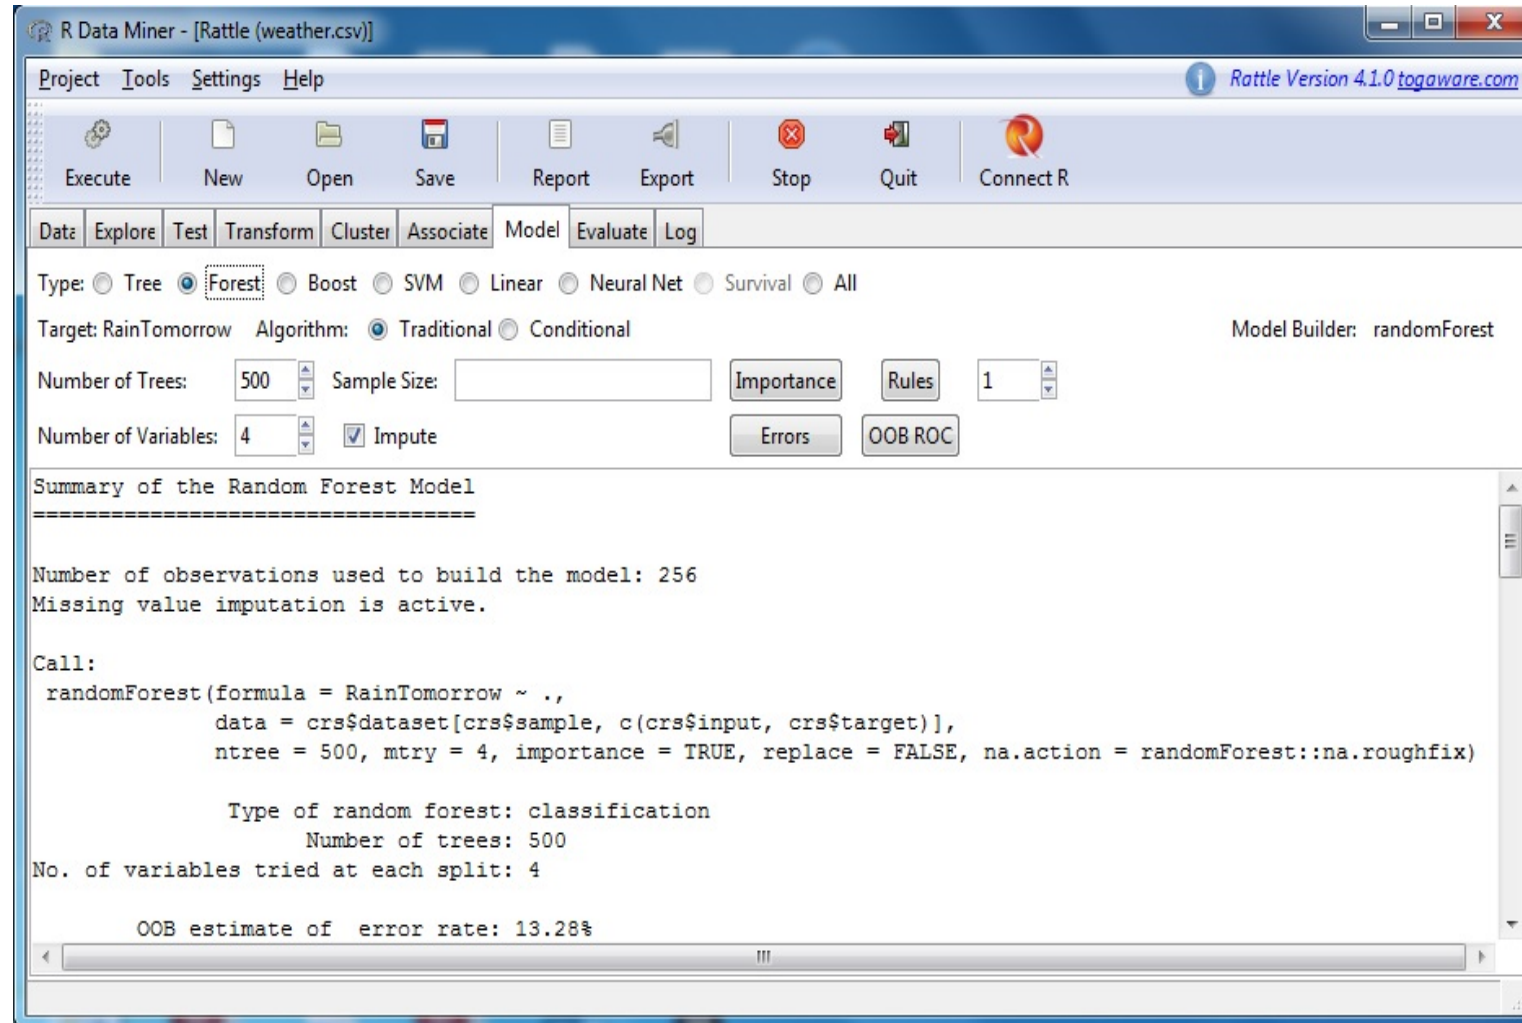 R Data Miner - [Rattle (weather.csv)]
Project Tools Settings Help
Rattle Version 4.1.0 togaware.com
Execute New Open Save Report Export Stop Quit Connect R
Data Explore Test Transform Cluster Associate Model Evaluate Log
Type: Tree Forest Boost SVM Linear Neural Net Survival All
Target: RainTomorrow Algorithm: Traditional Conditional Model Builder: randomForest
Number of Trees: 500 Sample Size: Importance Rules 1
Number of Variables: 4 Impute Errors OOB ROC
Summary of the Random Forest Model
==================================
Number of observations used to build the model: 256
Missing value imputation is active.
Call:
randomForest(formula = RainTomorrow ~ .,
data = crs$dataset[crs$sample, c(crs$input, crs$target)],
ntree = 500, mtry = 4, importance = TRUE, replace = FALSE, na.action = randomForest::na.roughfix)
Type of random forest: classification
Number of trees: 500
No. of variables tried at each split: 4
OOB estimate of  error rate: 13.28%